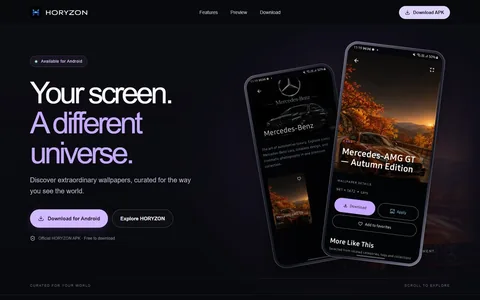 HORYZON
Features
Preview
Download
Download APK
Available for Android
Your screen.
A different
universe.
Discover extraordinary wallpapers, curated for the way
you see the world.
Download for Android
Explore HORYZON
Official HORYZON APK
Free to download
Mercedes-Benz
Mercedes-Benz
Mercedes-AMG GT
— Autumn Edition
WALLPAPER DETAILS
Download
Apply
Add to favorites
More Like This
CURATED FOR YOUR WORLD
SCROLL TO EXPLORE